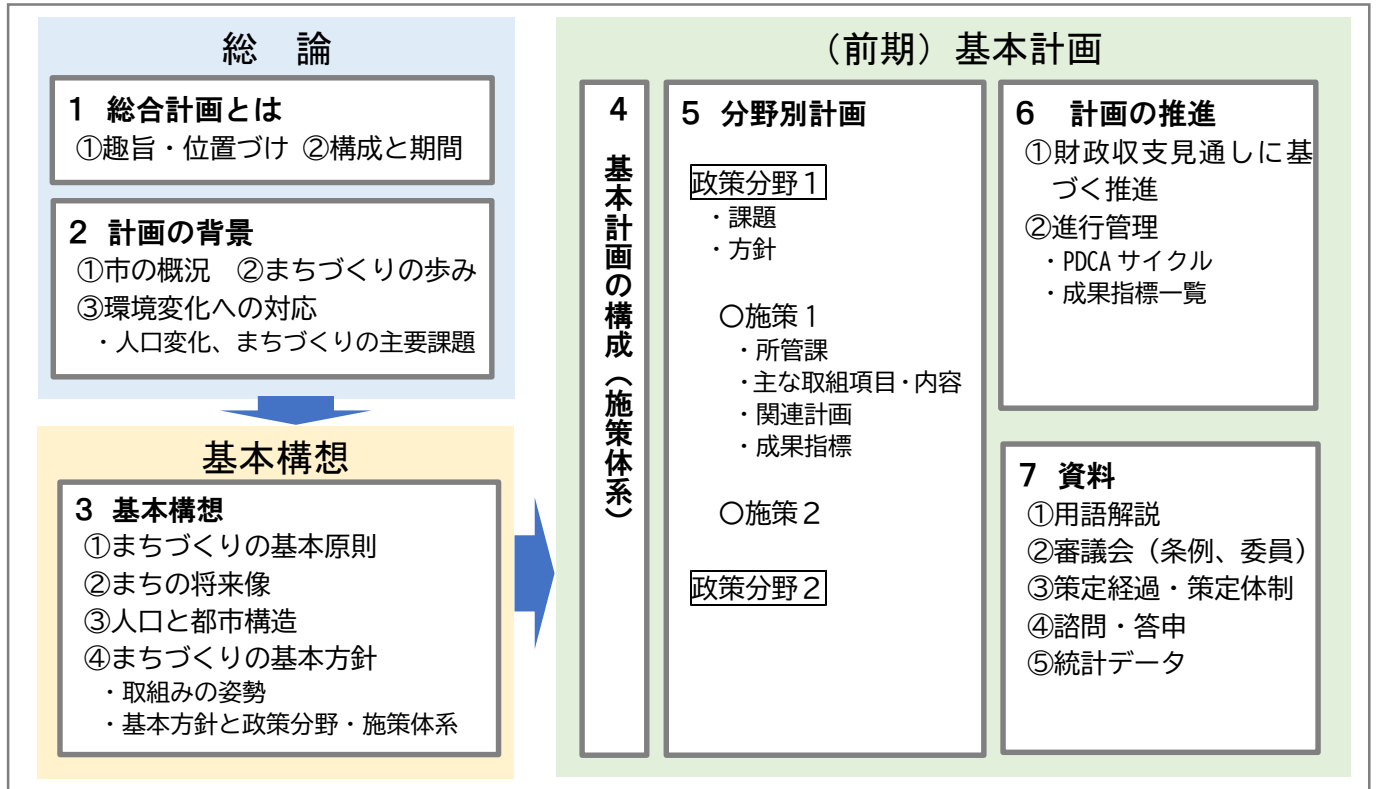 総　論
1 総合計画とは
①趣旨・位置づけ ②構成と期間
2 計画の背景
①市の概況　②まちづくりの歩み
③環境変化への対応
・人口変化、まちづくりの主要課題
基本構想
3 基本構想
①まちづくりの基本原則
②まちの将来像
③人口と都市構造
④まちづくりの基本方針
・取組みの姿勢
・基本方針と政策分野・施策体系
（前期）基本計画
4 基本計画の構成（施策体系）
5 分野別計画
政策分野１
・課題
・方針
〇施策１
・所管課
・主な取組項目・内容
・関連計画
・成果指標
〇施策２
政策分野２
6 計画の推進
①財政収支見通しに基
づく推進
②進行管理
・PDCA サイクル
・成果指標一覧
7 資料
①用語解説
②審議会（条例、委員）
③策定経過・策定体制
④諮問・答申
⑤統計データ